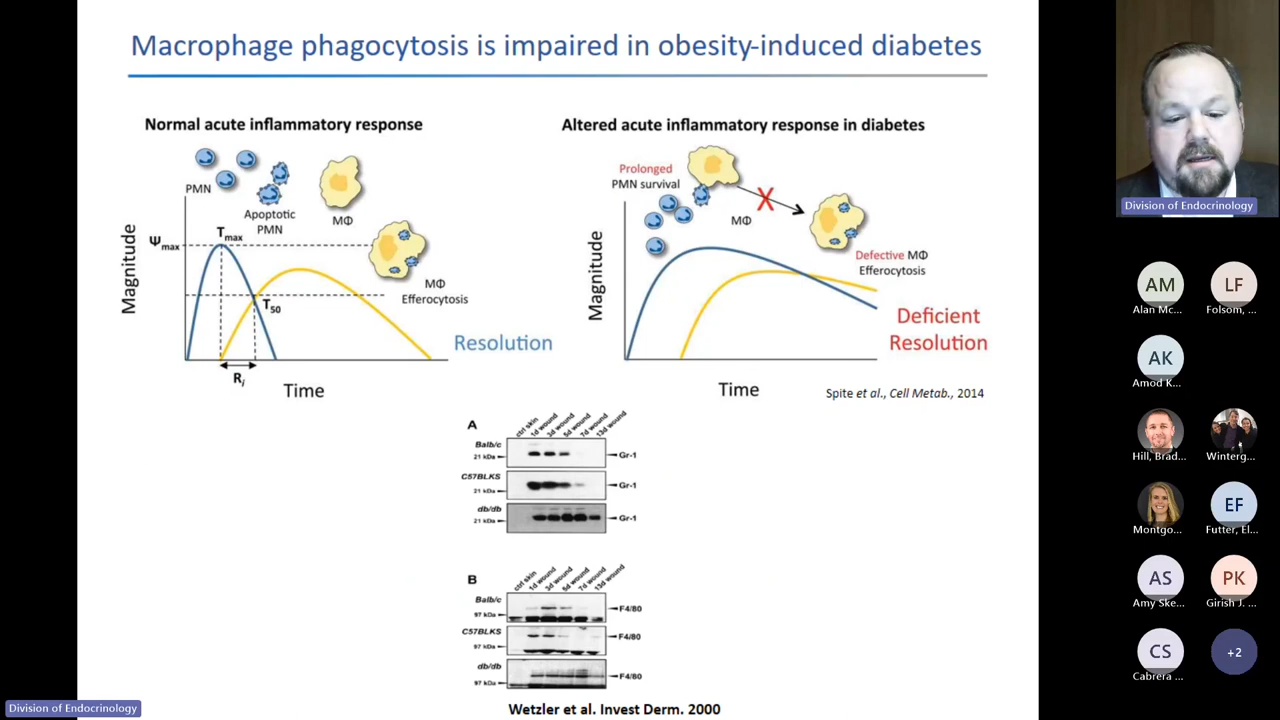 Macrophage phagocytosis is impaired in obesity-induced diabetes
Normal acute inflammatory response
PMN
Apoptotic
PMN
MΦ
Ψmax
Tmax
T50
MΦ
Efferocytosis
Magnitude
Resolution
Ri
Time
Altered acute inflammatory response in diabetes
Prolonged
PMN survival
X
MΦ
Defective MΦ
Efferocytosis
Magnitude
Deficient
Resolution
Time
Spite et al., Cell Metab., 2014
A
ctrl skin
1d wound
3d wound
5d wound
7d wound
13d wound
Balb/c
21 kDa
Gr-1
C57BLKS
21 kDa
Gr-1
db/db
21 kDa
Gr-1
B
ctrl skin
1d wound
3d wound
5d wound
7d wound
13d wound
Balb/c
97 kDa
F4/80
C57BLKS
97 kDa
F4/80
db/db
97 kDa
F4/80
Wetzler et al. Invest Derm. 2000
Division of Endocrinology
Division of Endocrinology
AM
Alan Mc...
LF
Folsom, ...
AK
Amod K...
Hill, Brad...
Winterg...
Montgo...
EF
Futter, El...
AS
Amy Ske...
PK
Girish J. ...
CS
Cabrera ...
+2